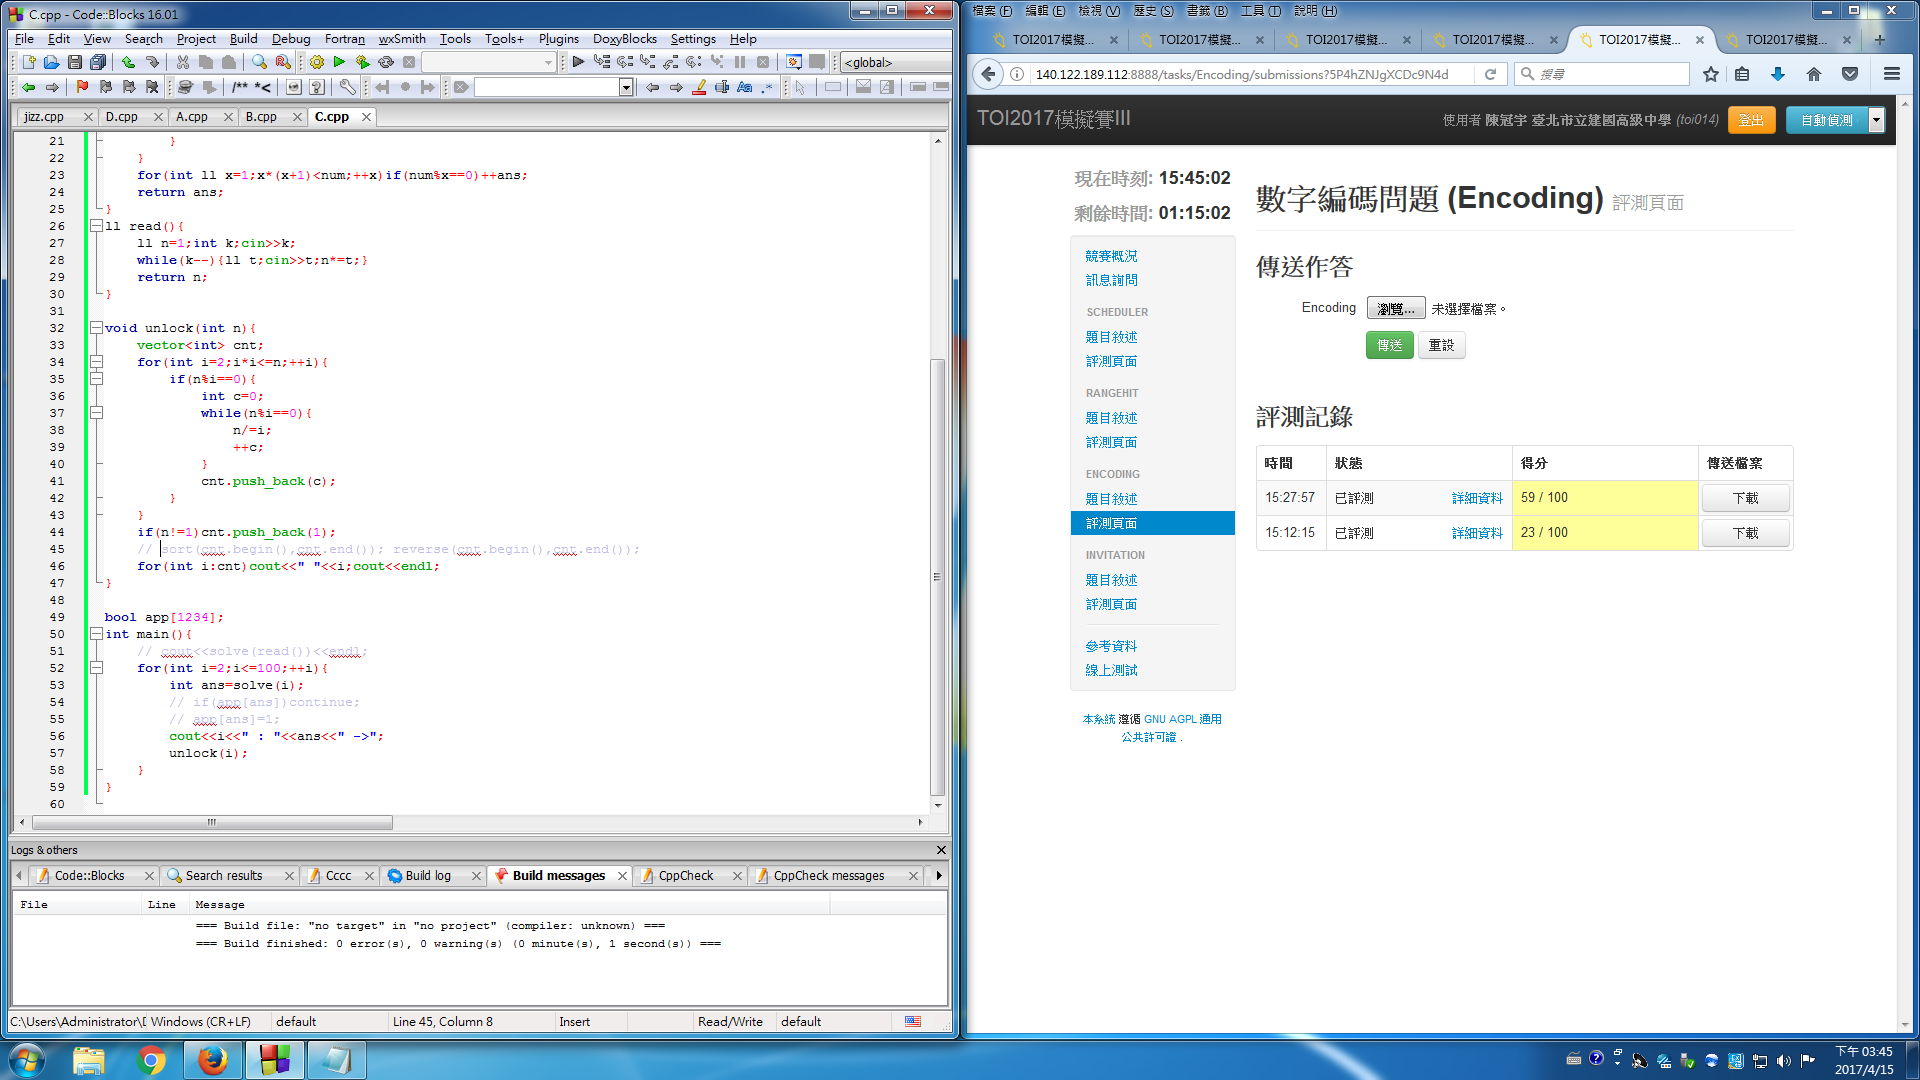 C.cpp - Code::Blocks 16.01
File Edit View Search Project Build Debug Fortran wxSmith Tools Tools+ Plugins DoxyBlocks Settings Help
<global>
jizz.cpp D.cpp A.cpp B.cpp C.cpp
21 }
22 }
23 for(int ll x=1;x*(x+1)<num;++x)if(num%x==0)++ans;
24 return ans;
25 }
26 ll read(){
27 ll n=1;int k;cin>>k;
28 while(k--){ll t;cin>>t;n*=t;}
29 return n;
30 }
31
32 void unlock(int n){
33 vector<int> cnt;
34 for(int i=2;i*i<=n;++i){
35 if(n%i==0){
36 int c=0;
37 while(n%i==0){
38 n/=i;
39 ++c;
40 }
41 cnt.push_back(c);
42 }
43 }
44 if(n!=1)cnt.push_back(1);
45 // sort(cnt.begin(),cnt.end()); reverse(cnt.begin(),cnt.end());
46 for(int i:cnt)cout<<" "<<i;cout<<endl;
47 }
48
49 bool app[1234];
50 int main(){
51 // cout<<solve(read())<<endl;
52 for(int i=2;i<=100;++i){
53 int ans=solve(i);
54 // if(app[ans])continue;
55 // app[ans]=1;
56 cout<<i<<" : "<<ans<<" ->";
57 unlock(i);
58 }
59 }
60
Logs & others
Code::Blocks Search results Cccc Build log Build messages CppCheck CppCheck messages
File Line Message
=== Build file: "no target" in "no project" (compiler: unknown) ===
=== Build finished: 0 error(s), 0 warning(s) (0 minute(s), 1 second(s)) ===
C:\Users\Administrator\D Windows (CR+LF) default Line 45, Column 8 Insert Read/Write default
檔案 (F) 編輯 (E) 檢視 (V) 歷史 (S) 書籤 (B) 工具 (T) 說明 (H)
TOI2017模擬... TOI2017模擬... TOI2017模擬... TOI2017模擬... TOI2017模擬... TOI2017模擬...
140.122.189.112:8888/tasks/Encoding/submissions?5P4hZNJgXCDc9N4d
搜尋
TOI2017模擬賽III
使用者 陳冠宇 臺北市立建國高級中學 (toi014) 登出 自動偵測
現在時刻: 15:45:02
剩餘時間: 01:15:02
競賽概況
訊息詢問
SCHEDULER
題目敘述
評測頁面
RANGEHIT
題目敘述
評測頁面
ENCODING
題目敘述
評測頁面
INVITATION
題目敘述
評測頁面
參考資料
線上測試
本系統 遵循 GNU AGPL 通用
公共許可證 .
數字編碼問題 (Encoding) 評測頁面
傳送作答
Encoding 瀏覽... 未選擇檔案。
傳送 重設
評測記錄
時間 狀態 得分 傳送檔案
15:27:57 已評測 詳細資料 59 / 100 下載
15:12:15 已評測 詳細資料 23 / 100 下載
下午 03:45
2017/4/15